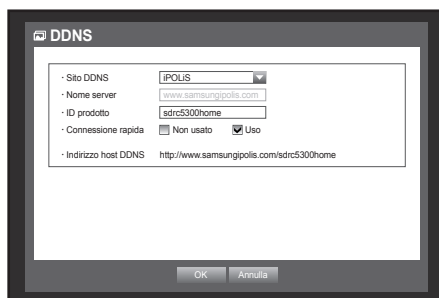 DDNS
· Sito DDNS iPOLiS
· Nome server www.samsungipolis.com
· ID prodotto sdrc5300home
· Connessione rapida Non usato Uso
· Indirizzo host DDNS http://www.samsungipolis.com/sdrc5300home
OK Annulla